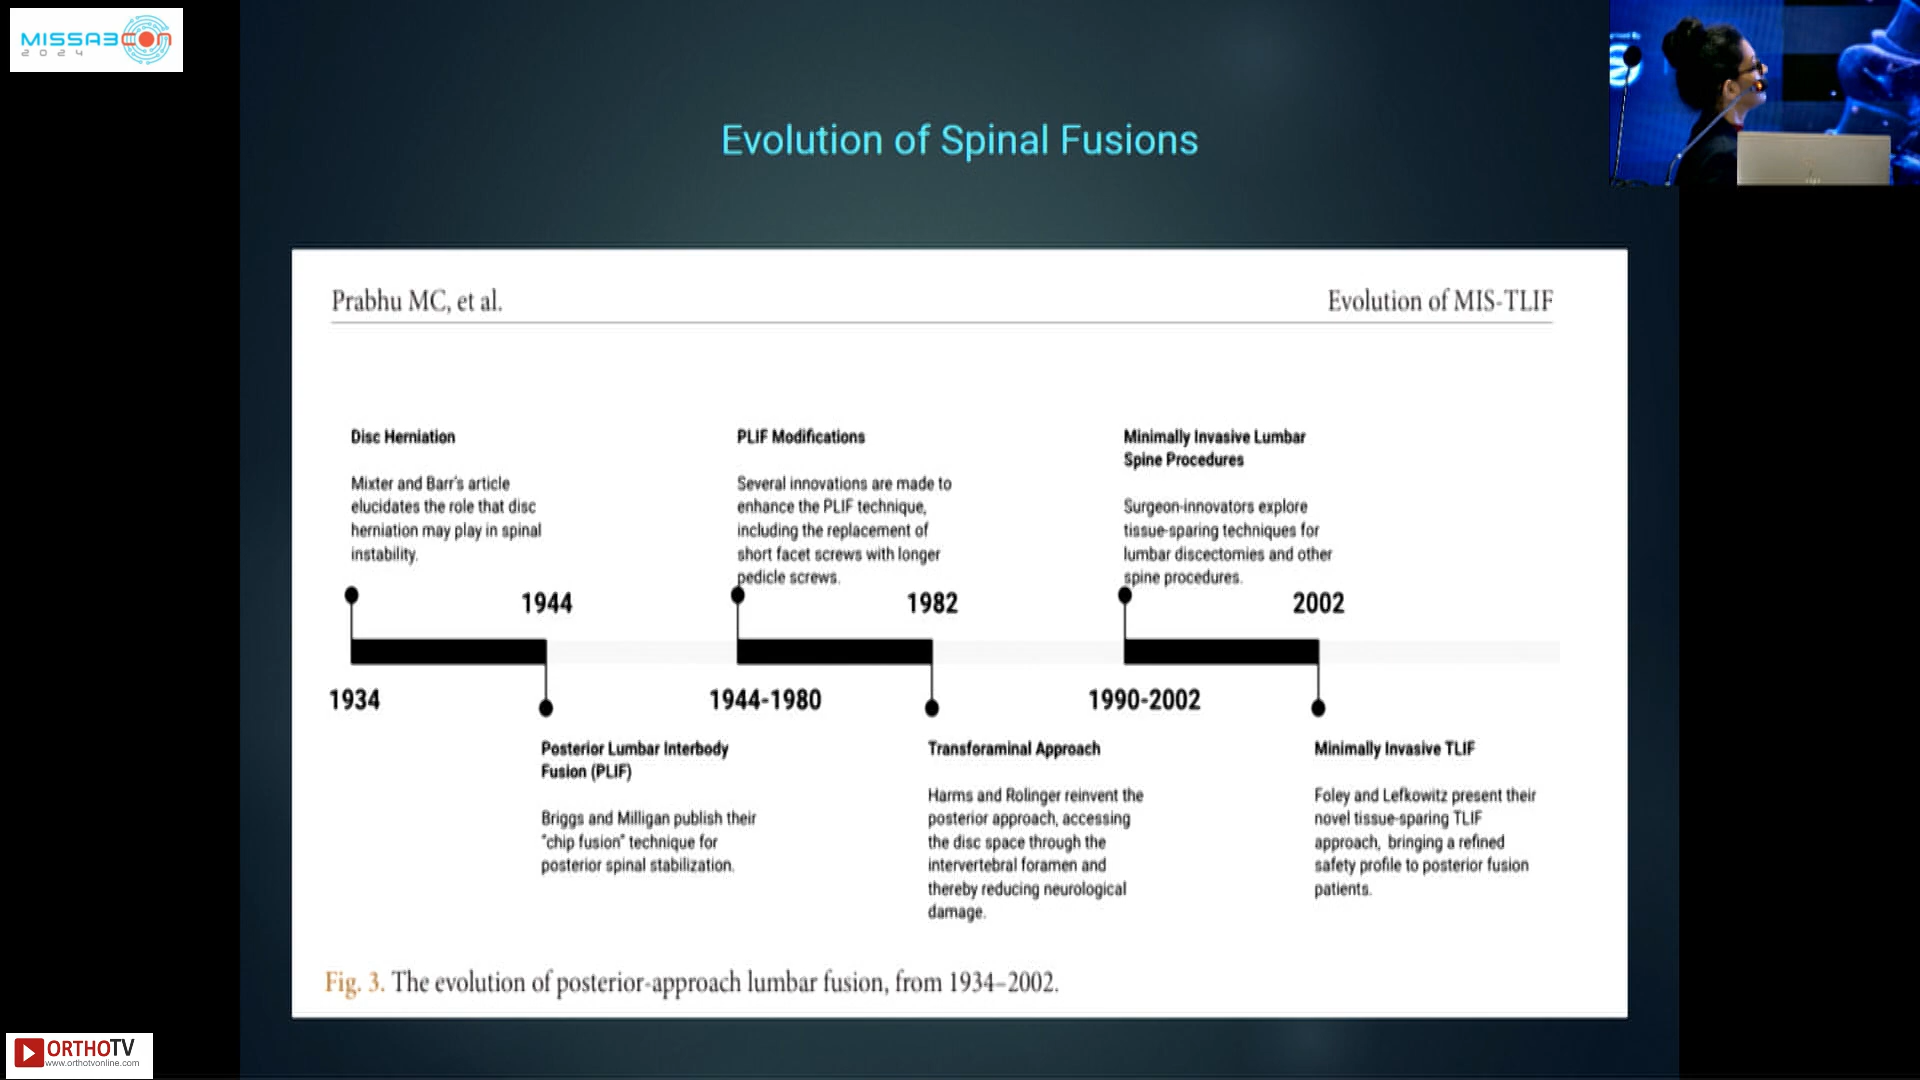 MISSABCON
2024
Evolution of Spinal Fusions
Prabhu MC, et al.
Evolution of MIS-TLIF
Disc Herniation
Mixter and Barr's article
elucidates the role that disc
herniation may play in spinal
instability.
PLIF Modifications
Several innovations are made to
enhance the PLIF technique,
including the replacement of
short facet screws with longer
pedicle screws.
Minimally Invasive Lumbar
Spine Procedures
Surgeon-innovators explore
tissue-sparing techniques for
lumbar discectomies and other
spine procedures.
1944
1982
2002
1934
1944-1980
1990-2002
Posterior Lumbar Interbody
Fusion (PLIF)
Briggs and Milligan publish their
"chip fusion" technique for
posterior spinal stabilization.
Transforaminal Approach
Harms and Rolinger reinvent the
posterior approach, accessing
the disc space through the
intervertebral foramen and
thereby reducing neurological
damage.
Minimally Invasive TLIF
Foley and Lefkowitz present their
novel tissue-sparing TLIF
approach, bringing a refined
safety profile to posterior fusion
patients.
Fig. 3. The evolution of posterior-approach lumbar fusion, from 1934–2002.
ORTHOTV
www.orthotvonline.com